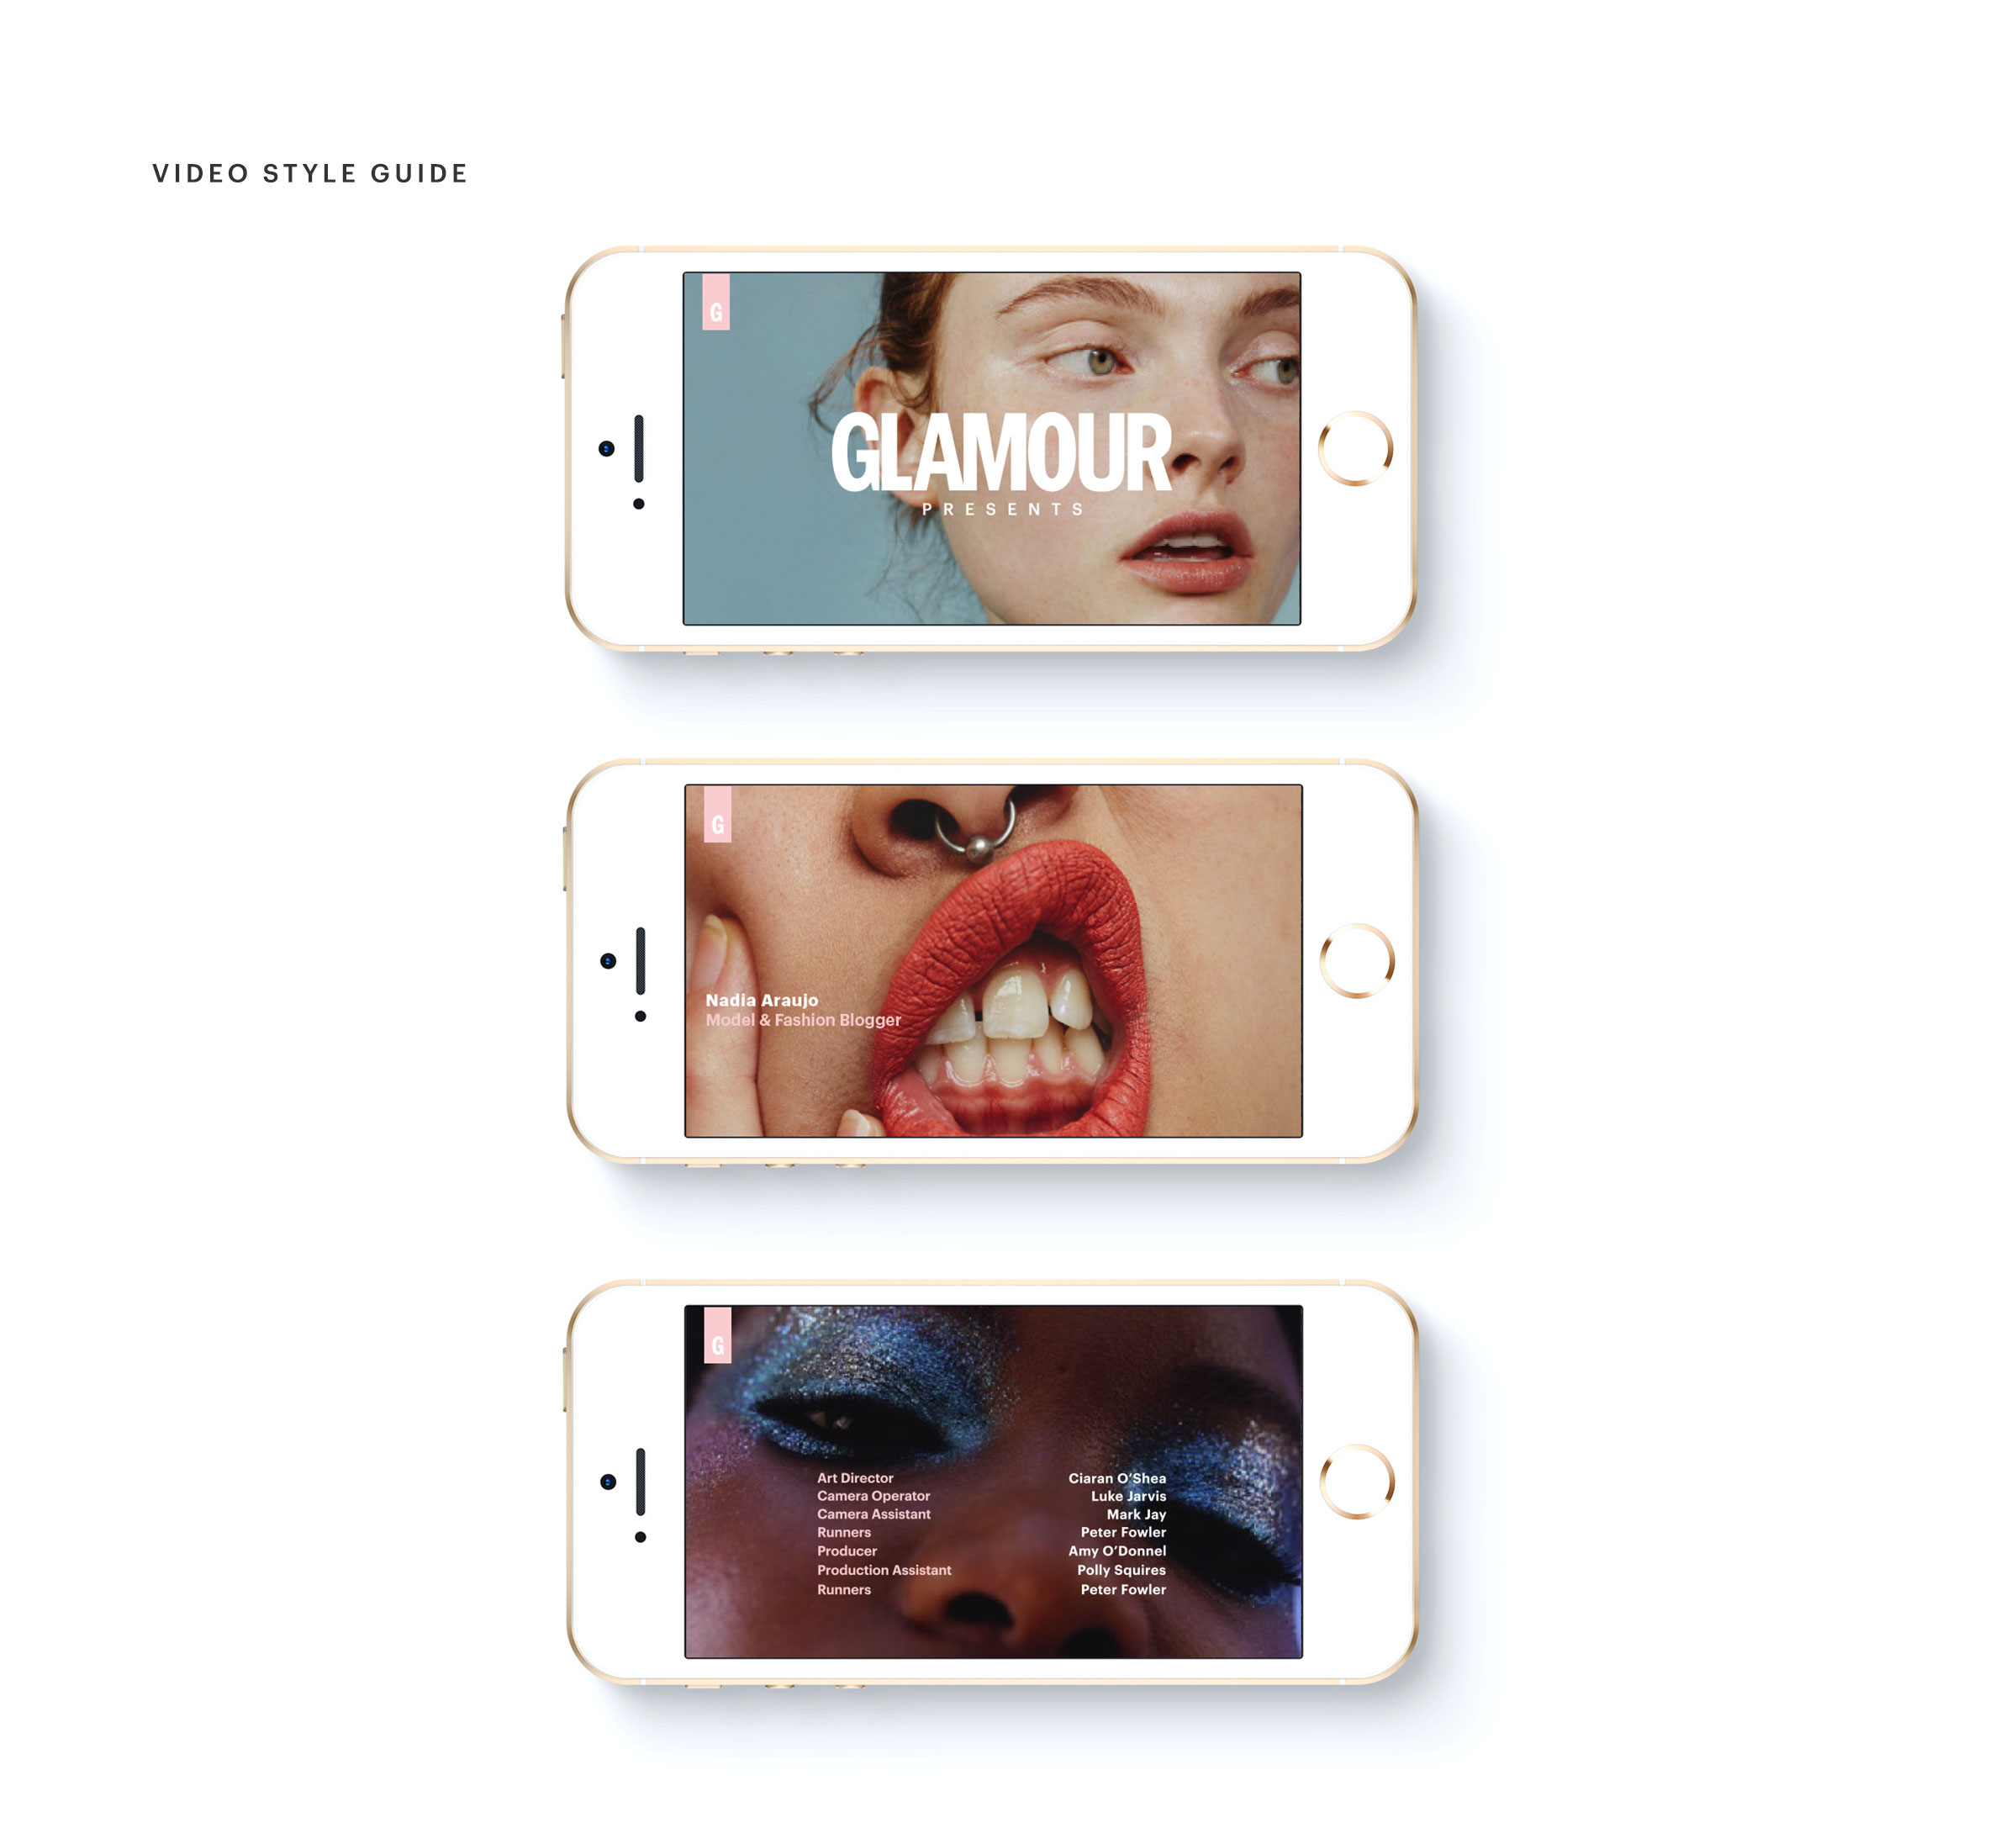 VIDEO STYLE GUIDE
G
GLAMOUR
PRESENTS
G
Nadia Araujo
Model & Fashion Blogger
G
Art Director Ciaran O’Shea
Camera Operator Luke Jarvis
Camera Assistant Mark Jay
Runners Peter Fowler
Producer Amy O’Donnel
Production Assistant Polly Squires
Runners Peter Fowler